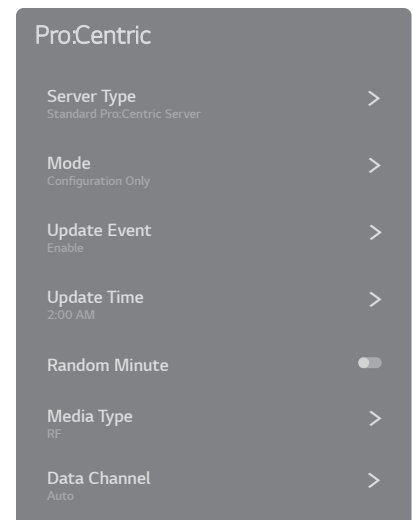 Pro:Centric
Server Type
Standard Pro:Centric Server
Mode
Configuration Only
Update Event
Enable
Update Time
2:00 AM
Random Minute
Media Type
RF
Data Channel
Auto